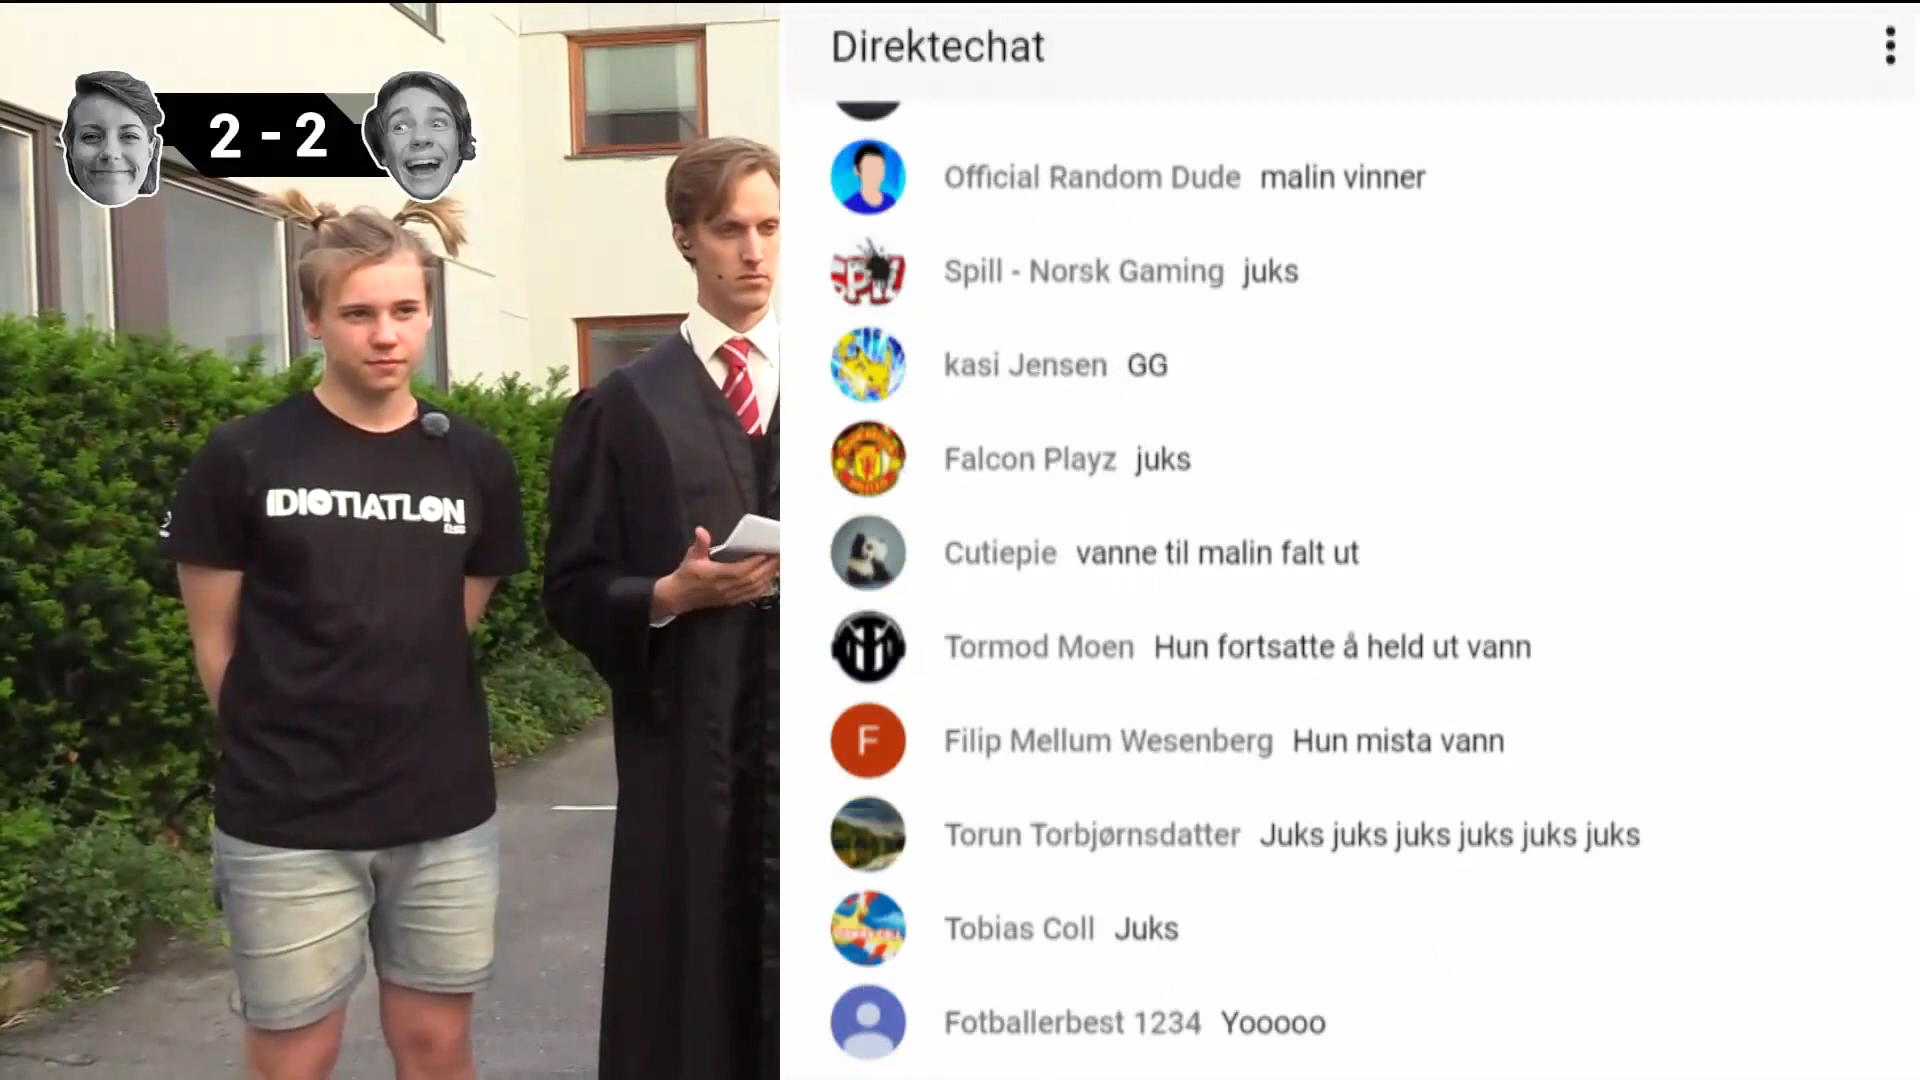 2 - 2
IDIOTIATLON
Direktechat
Official Random Dude malin vinner
Spill - Norsk Gaming juks
kasi Jensen GG
Falcon Playz juks
Cutiepie vanne til malin falt ut
Tormod Moen Hun fortsatte å held ut vann
F Filip Mellum Wesenberg Hun mista vann
Torun Torbjørnsdatter Juks juks juks juks juks juks
Tobias Coll Juks
Fotballerbest 1234 Yooooo